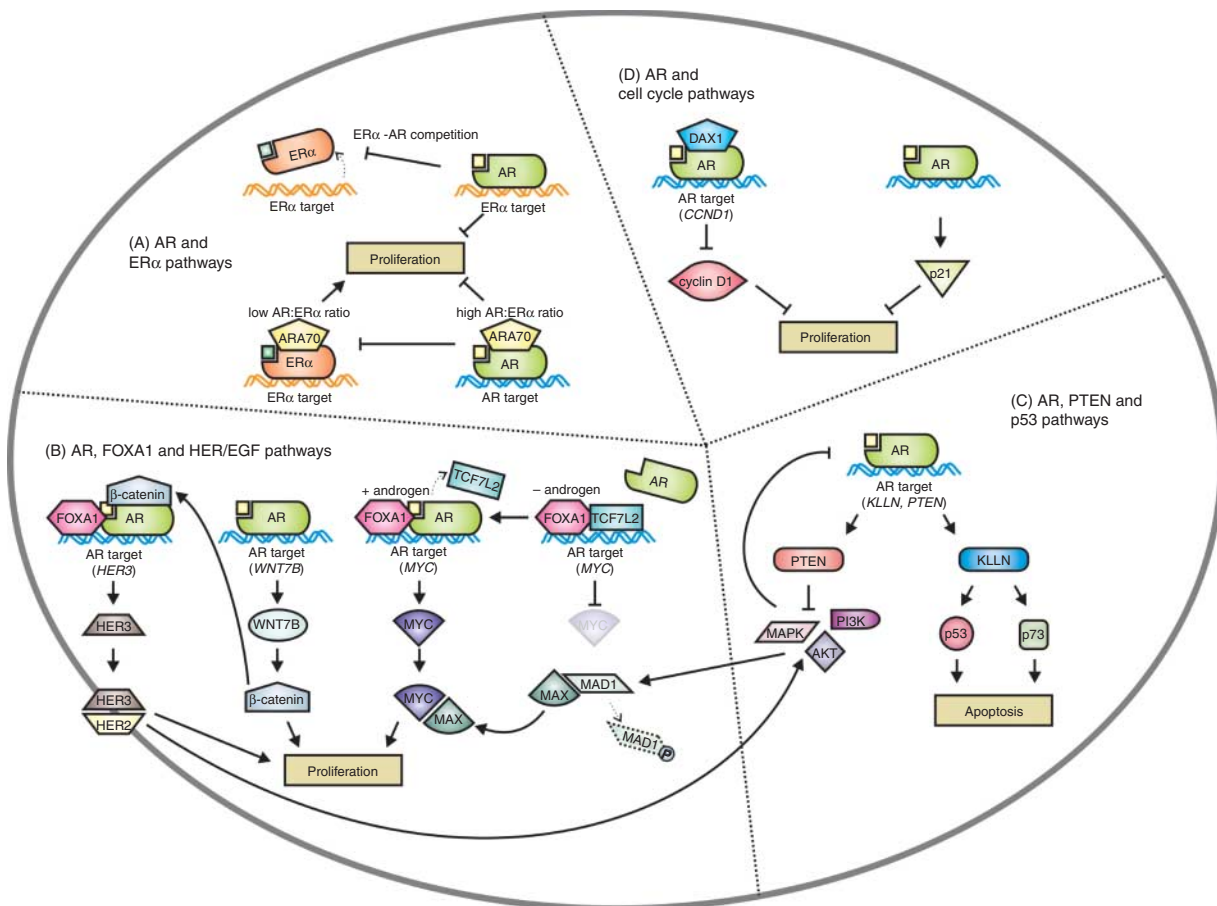 (A) AR and
ERα pathways
ERα -AR competition
ERα
AR
ERα target
ERα target
Proliferation
low AR:ERα ratio
high AR:ERα ratio
ARA70
ARA70
ERα
AR
ERα target
AR target
(D) AR and
cell cycle pathways
DAX1
AR
AR
AR target
(CCND1)
cyclin D1
p21
Proliferation
(B) AR, FOXA1 and HER/EGF pathways
β-catenin
FOXA1
AR
AR target
(HER3)
HER3
HER3
HER2
AR
AR target
(WNT7B)
WNT7B
β-catenin
+ androgen
TCF7L2
FOXA1
AR
AR target
(MYC)
MYC
MYC
MAX
– androgen
AR
FOXA1
TCF7L2
AR target
(MYC)
MYC
MAX
MAD1
MAD1
P
Proliferation
(C) AR, PTEN and
p53 pathways
AR
AR target
(KLLN, PTEN)
PTEN
KLLN
MAPK
PI3K
AKT
p53
p73
Apoptosis